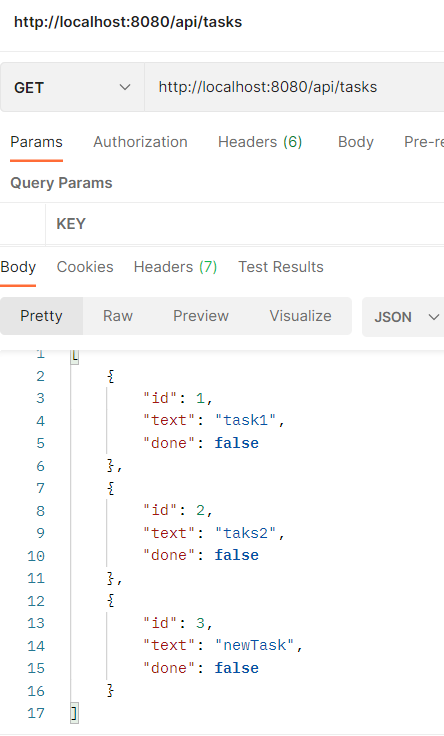 http://localhost:8080/api/tasks
GET http://localhost:8080/api/tasks
Params Authorization Headers (6) Body Pre-re
Query Params
KEY
Body Cookies Headers (7) Test Results
Pretty Raw Preview Visualize JSON
1 [
2 {
3 "id": 1,
4 "text": "task1",
5 "done": false
6 },
7 {
8 "id": 2,
9 "text": "taks2",
10 "done": false
11 },
12 {
13 "id": 3,
14 "text": "newTask",
15 "done": false
16 }
17 ]